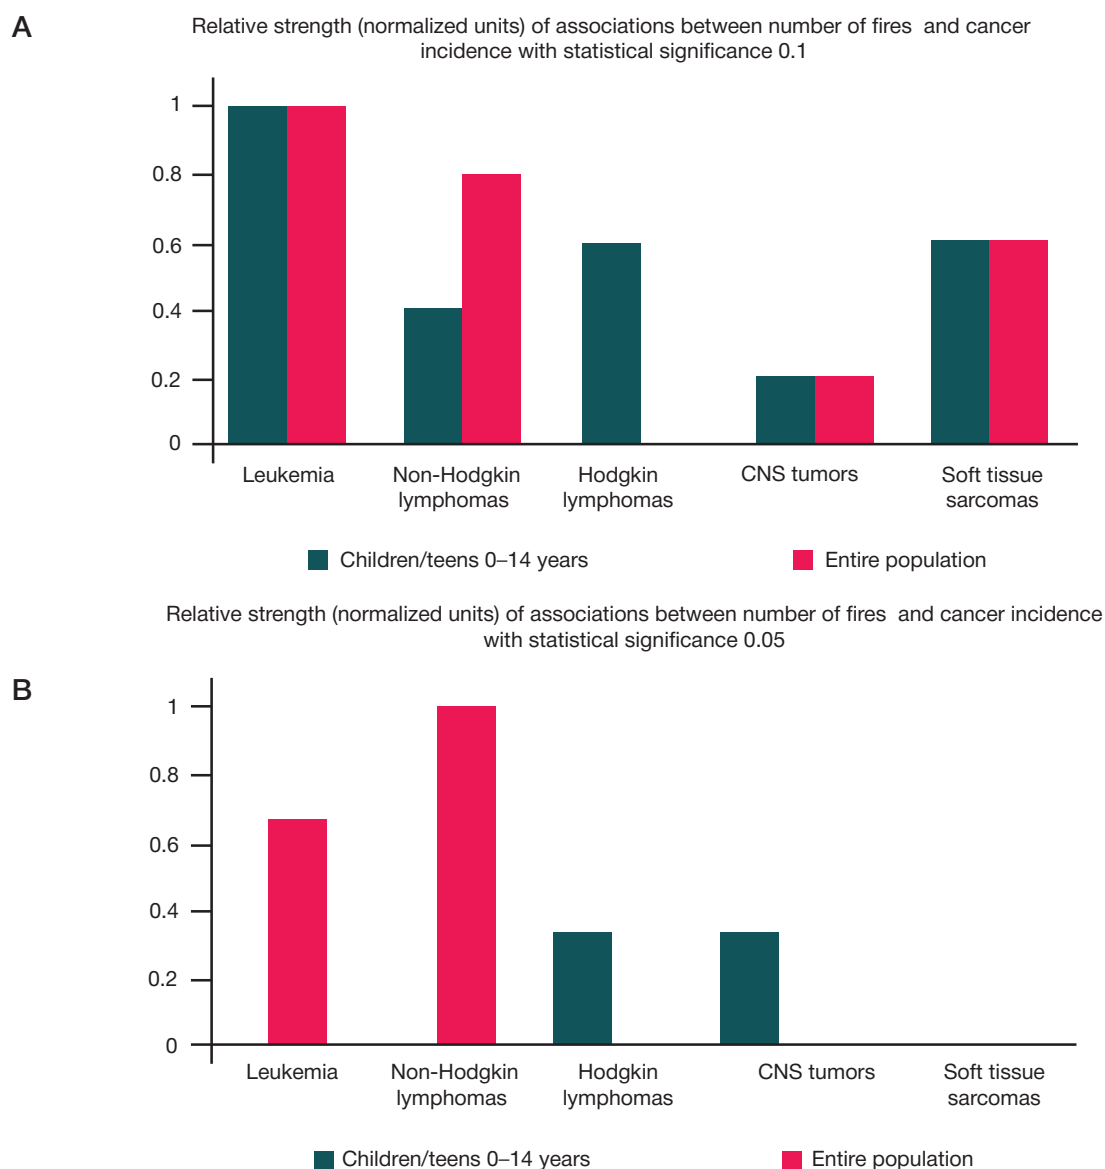 A
Relative strength (normalized units) of associations between number of fires and cancer
incidence with statistical significance 0.1
1
0.8
0.6
0.4
0.2
0
Leukemia
Non-Hodgkin
lymphomas
Hodgkin
lymphomas
CNS tumors
Soft tissue
sarcomas
Children/teens 0–14 years
Entire population
Relative strength (normalized units) of associations between number of fires and cancer incidence
with statistical significance 0.05
B
1
0.8
0.6
0.4
0.2
0
Leukemia
Non-Hodgkin
lymphomas
Hodgkin
lymphomas
CNS tumors
Soft tissue
sarcomas
Children/teens 0–14 years
Entire population